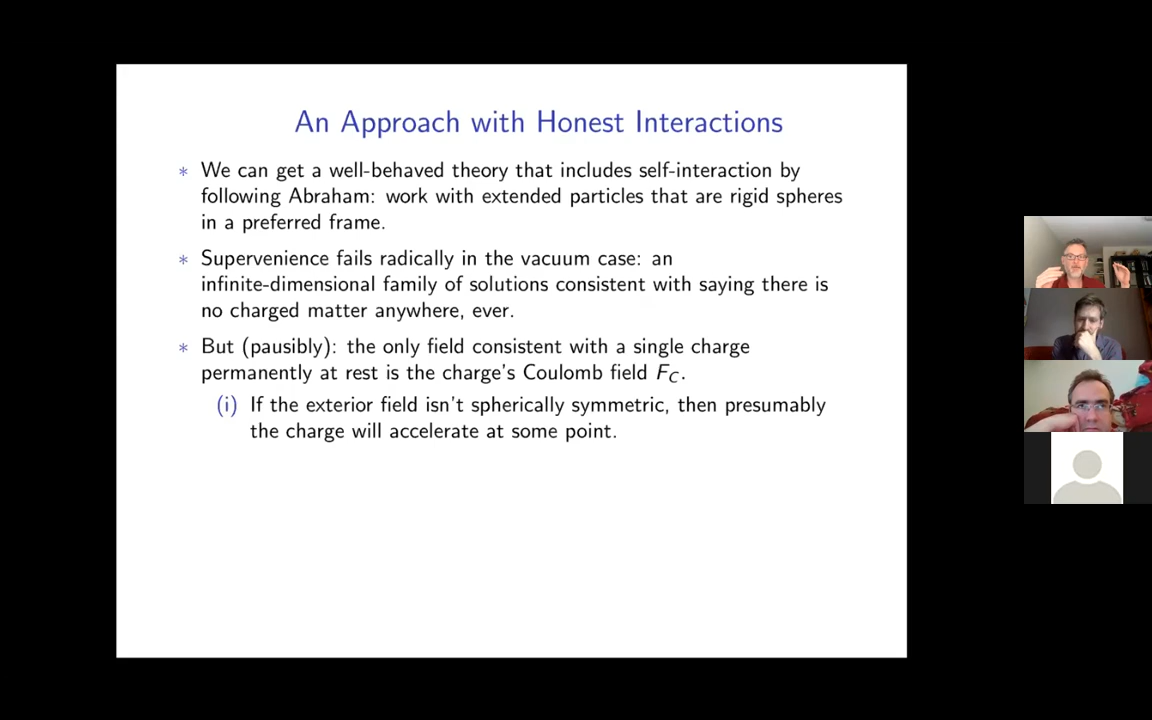 An Approach with Honest Interactions
* We can get a well-behaved theory that includes self-interaction by
following Abraham: work with extended particles that are rigid spheres
in a preferred frame.
* Supervenience fails radically in the vacuum case: an
infinite-dimensional family of solutions consistent with saying there is
no charged matter anywhere, ever.
* But (pausibly): the only field consistent with a single charge
permanently at rest is the charge's Coulomb field F_C.
(i) If the exterior field isn't spherically symmetric, then presumably
the charge will accelerate at some point.